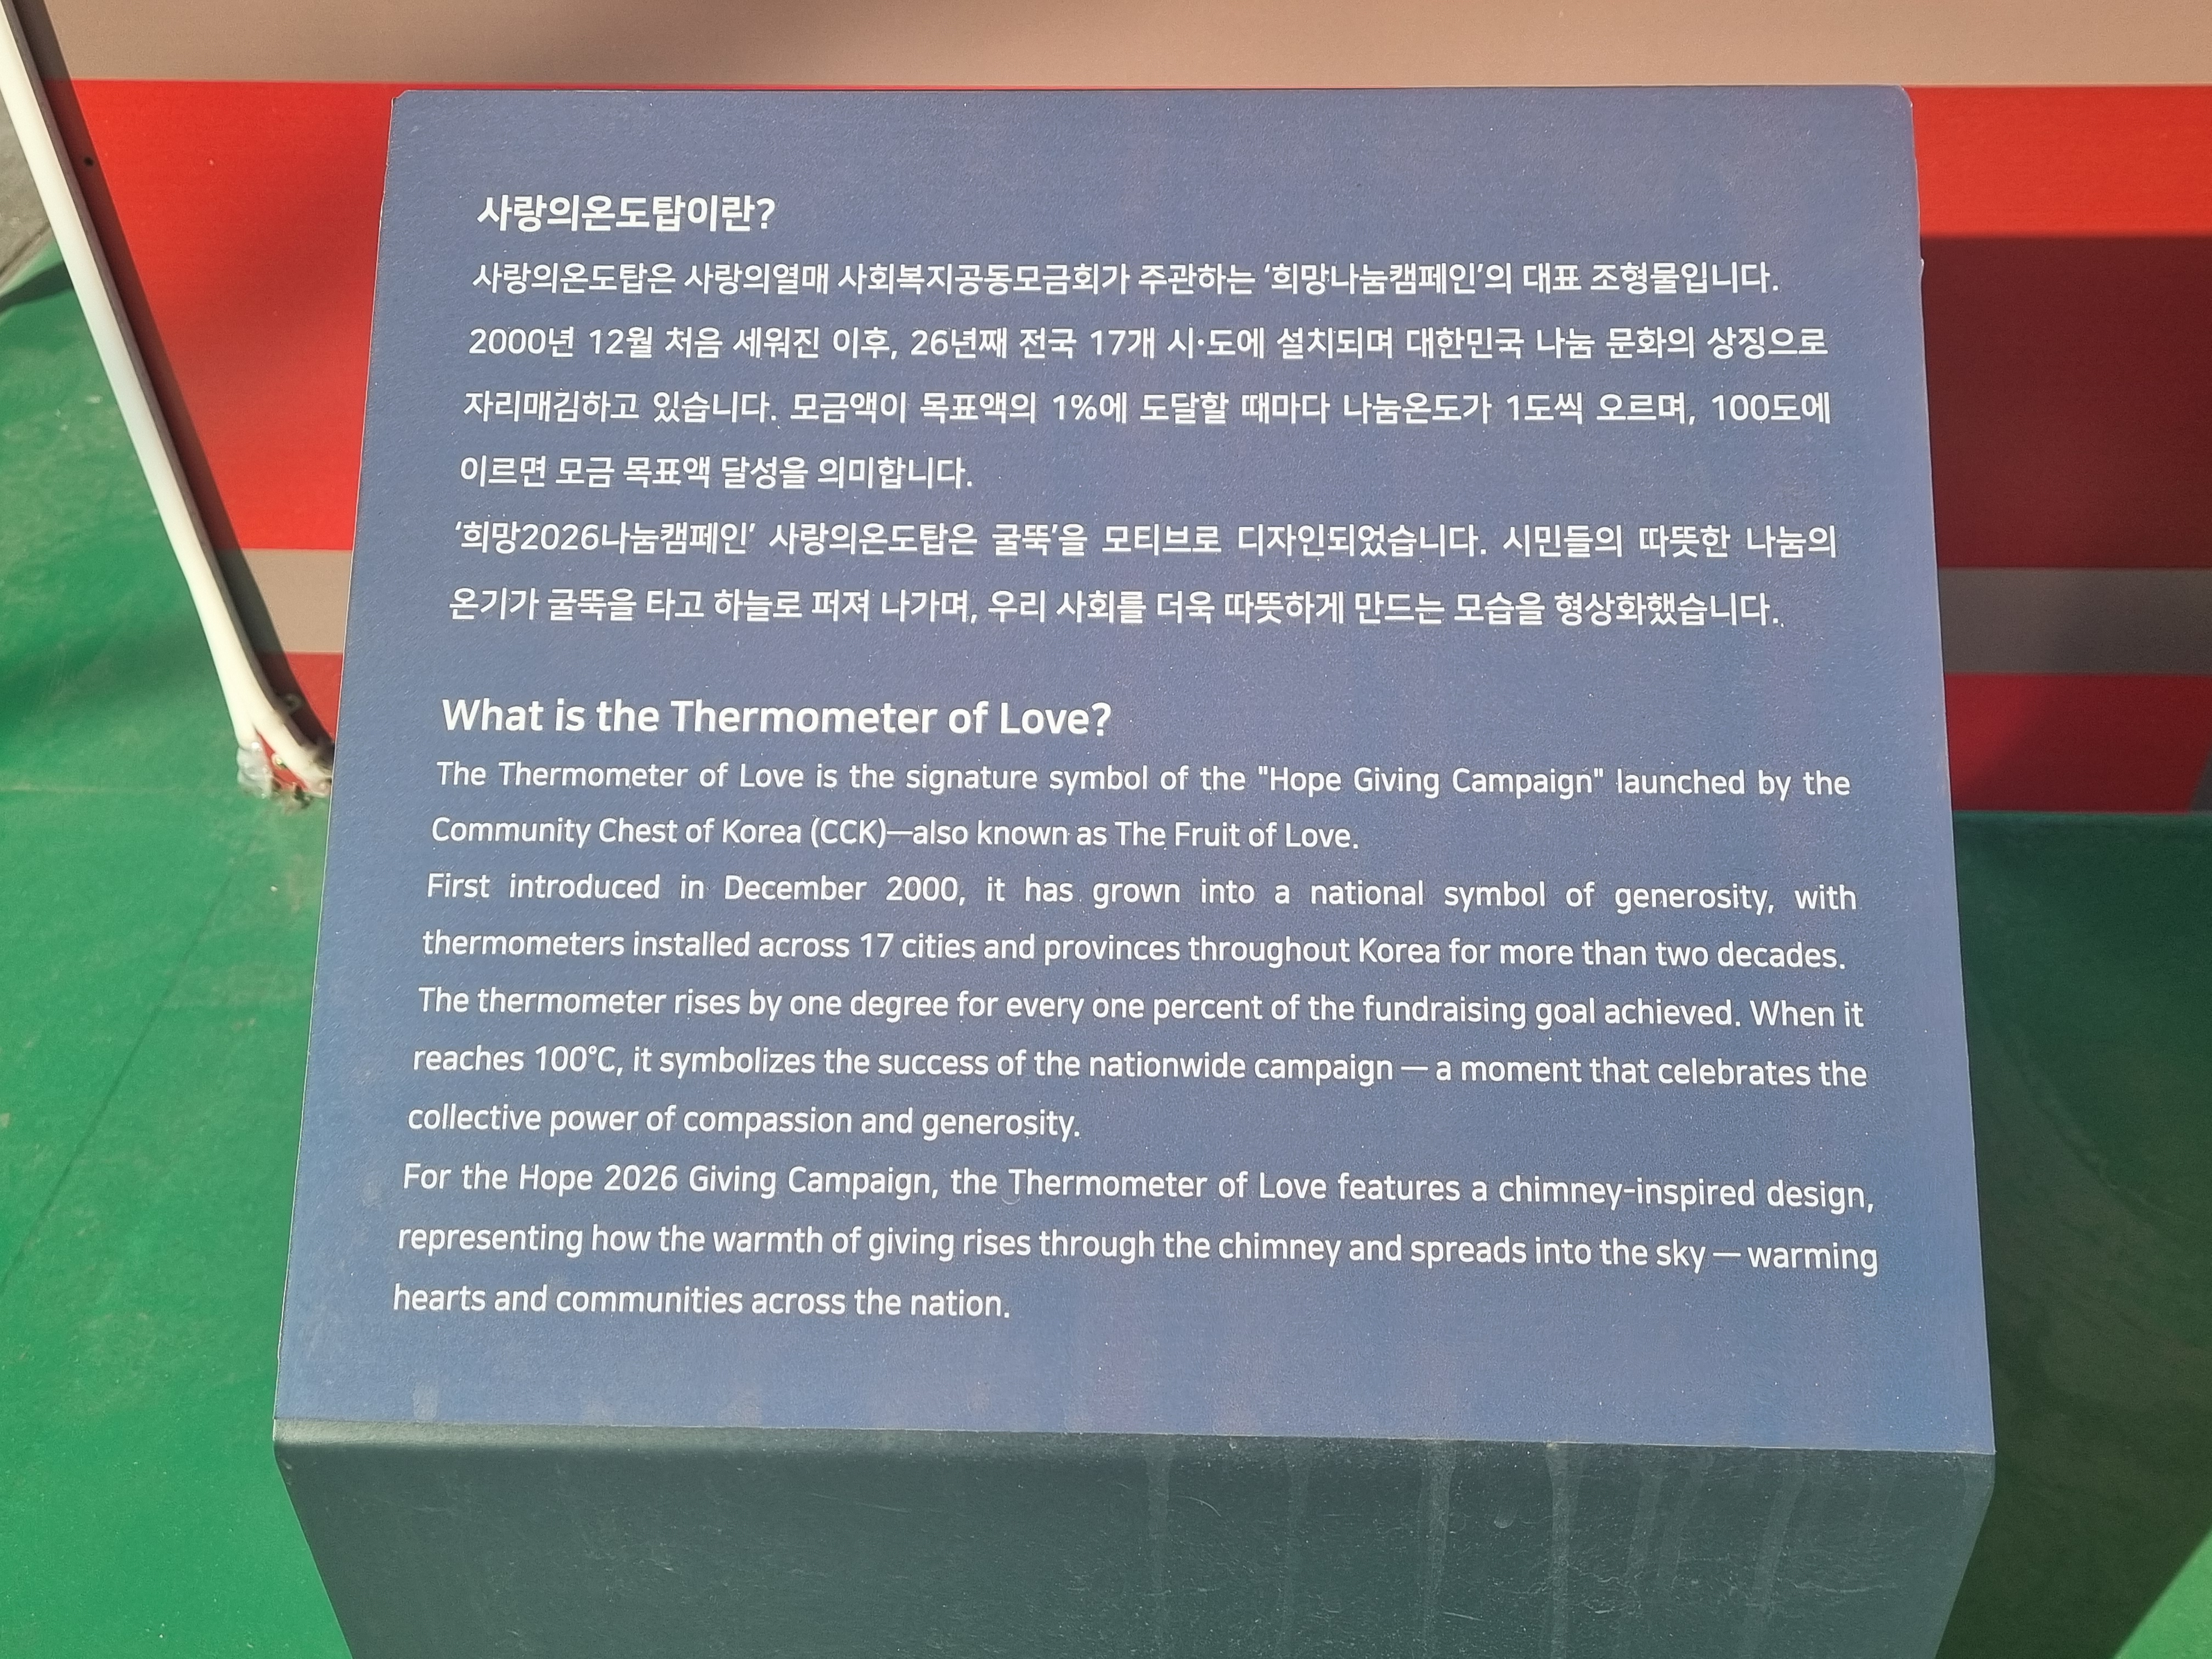 사랑의온도탑이란?
사랑의온도탑은 사랑의열매 사회복지공동모금회가 주관하는 ‘희망나눔캠페인’의 대표 조형물입니다.
2000년 12월 처음 세워진 이후, 26년째 전국 17개 시·도에 설치되며 대한민국 나눔 문화의 상징으로
자리매김하고 있습니다. 모금액이 목표액의 1%에 도달할 때마다 나눔온도가 1도씩 오르며, 100도에
이르면 모금 목표액 달성을 의미합니다.
‘희망2026나눔캠페인’ 사랑의온도탑은 굴뚝’을 모티브로 디자인되었습니다. 시민들의 따뜻한 나눔의
온기가 굴뚝을 타고 하늘로 퍼져 나가며, 우리 사회를 더욱 따뜻하게 만드는 모습을 형상화했습니다.
What is the Thermometer of Love?
The Thermometer of Love is the signature symbol of the "Hope Giving Campaign" launched by the
Community Chest of Korea (CCK)—also known as The Fruit of Love.
First introduced in December 2000, it has grown into a national symbol of generosity, with
thermometers installed across 17 cities and provinces throughout Korea for more than two decades.
The thermometer rises by one degree for every one percent of the fundraising goal achieved. When it
reaches 100℃, it symbolizes the success of the nationwide campaign — a moment that celebrates the
collective power of compassion and generosity.
For the Hope 2026 Giving Campaign, the Thermometer of Love features a chimney-inspired design,
representing how the warmth of giving rises through the chimney and spreads into the sky — warming
hearts and communities across the nation.